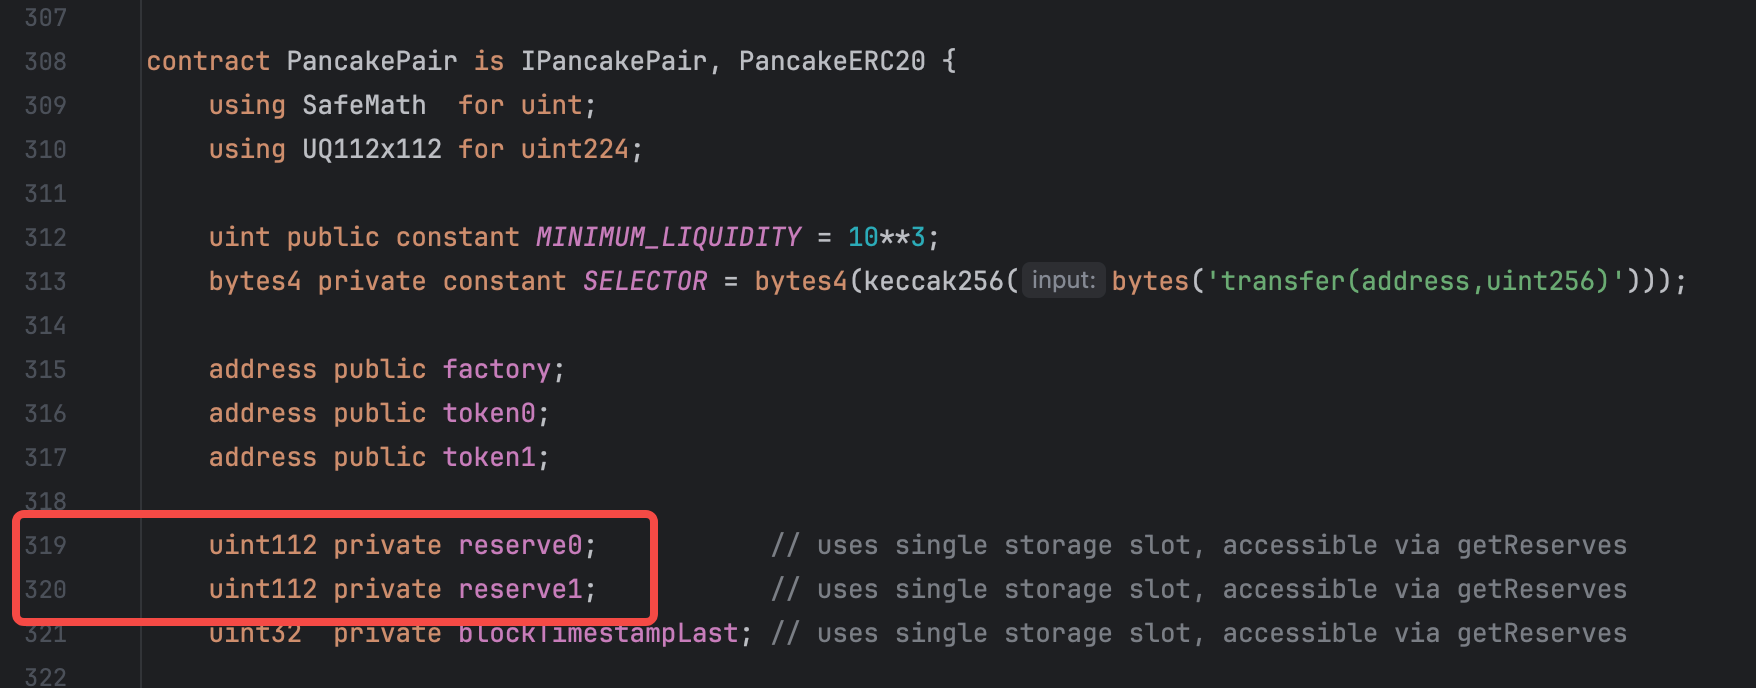 307
308 contract PancakePair is IPancakePair, PancakeERC20 {
309 using SafeMath  for uint;
310 using UQ112x112 for uint224;
311
312 uint public constant MINIMUM_LIQUIDITY = 10**3;
313 bytes4 private constant SELECTOR = bytes4(keccak256( input: bytes('transfer(address,uint256)')));
314
315 address public factory;
316 address public token0;
317 address public token1;
318
319 uint112 private reserve0;           // uses single storage slot, accessible via getReserves
320 uint112 private reserve1;           // uses single storage slot, accessible via getReserves
321 uint32  private blockTimestampLast; // uses single storage slot, accessible via getReserves
322